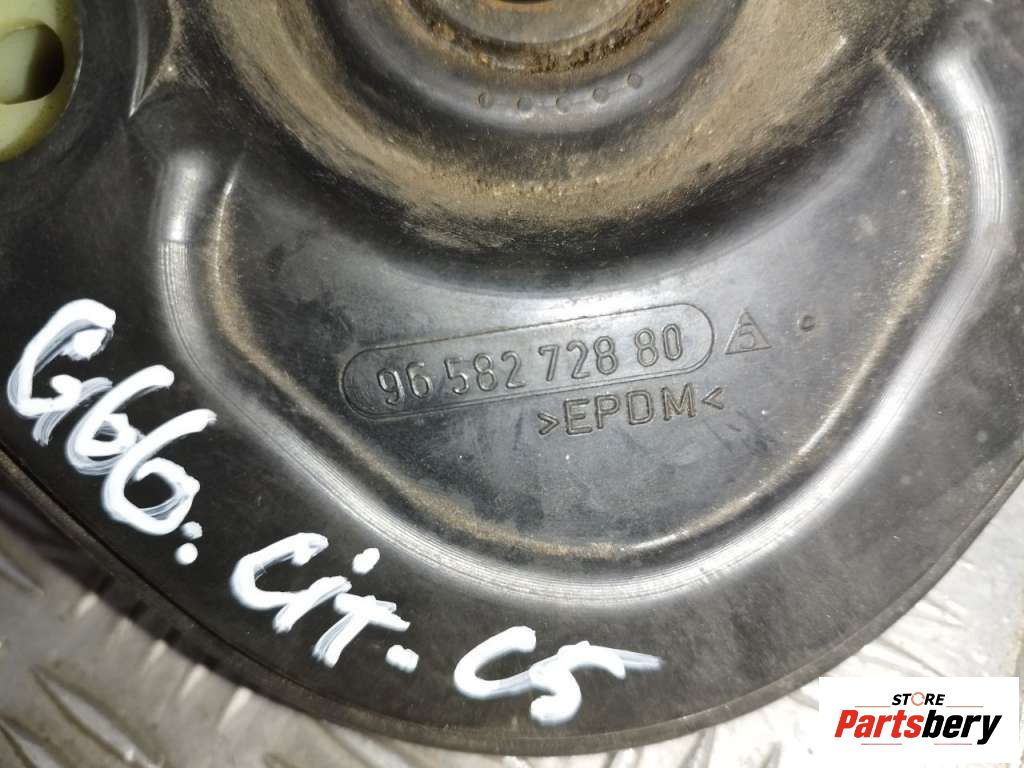 96 582 728 80 5
>EPDM<
G66. Cit-C5
STORE
Partsbery